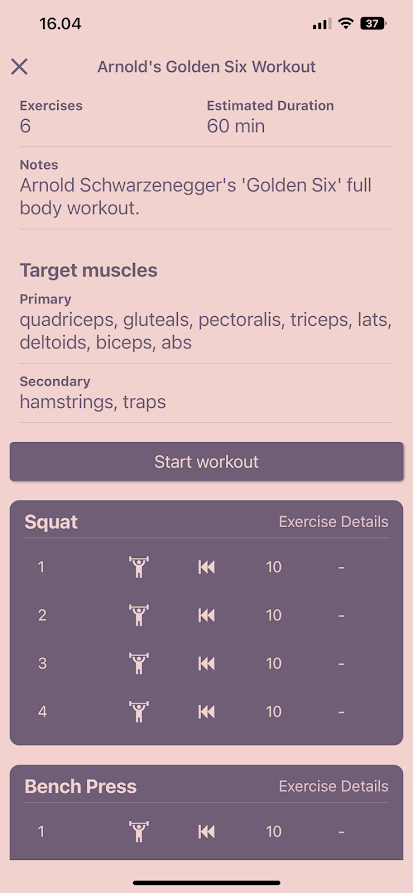 16.04
37
Arnold's Golden Six Workout
Exercises
Estimated Duration
6
60 min
Notes
Arnold Schwarzenegger's 'Golden Six' full
body workout.
Target muscles
Primary
quadriceps, gluteals, pectoralis, triceps, lats,
deltoids, biceps, abs
Secondary
hamstrings, traps
Start workout
Squat Exercise Details
1 10 -
2 10 -
3 10 -
4 10 -
Bench Press Exercise Details
1 10 -